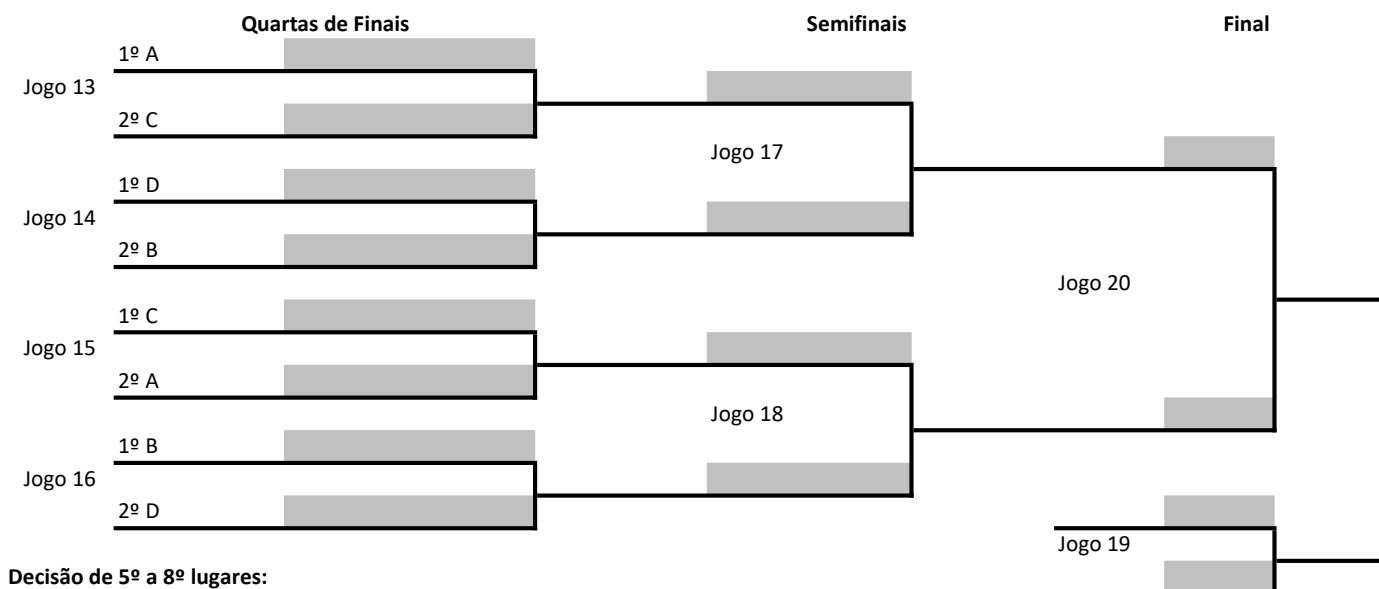 Quartas de Finais
Semifinais
Final
1º A
Jogo 13
2º C
Jogo 17
1º D
Jogo 14
2º B
Jogo 20
1º C
Jogo 15
2º A
Jogo 18
1º B
Jogo 16
2º D
Jogo 19
Decisão de 5º a 8º lugares: